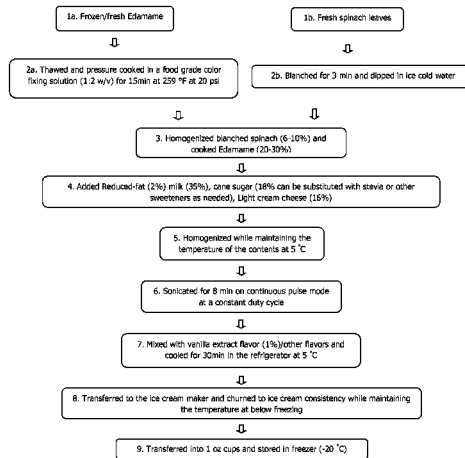 1a. Frozen/fresh Edamame
1b. Fresh spinach leaves
2a. Thawed and pressure cooked in a food grade color
fixing solution (1:2 w/v) for 15min at 259 °F at 20 psi
2b. Blanched for 3 min and dipped in ice cold water
3. Homogenized blanched spinach (6-10%) and
cooked Edamame (20-30%)
4. Added Reduced-fat (2%) milk (35%), cane sugar (18% can be substituted with stevia or other
sweeteners as needed), Light cream cheese (16%)
5. Homogenized while maintaining the
temperature of the contents at 5 °C
6. Sonicated for 8 min on continuous pulse mode
at a constant duty cycle
7. Mixed with vanilla extract flavor (1%)/other flavors and
cooked for 30min in the refrigerator at 5 °C
8. Transferred to the ice cream maker and churned to ice cream consistency while maintaining
the temperature at below freezing
9. Transferred into 1 oz cups and stored in freezer (-20 °C)